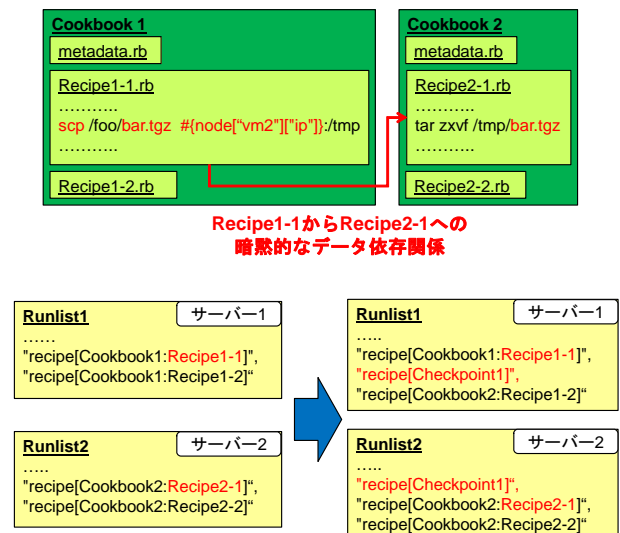 Cookbook 1
metadata.rb
Recipe1-1.rb
………..
scp /foo/bar.tgz #{node[“vm2"]["ip"]}:/tmp
………..
Recipe1-2.rb
Cookbook 2
metadata.rb
Recipe2-1.rb
………..
tar zxvf /tmp/bar.tgz
………..
Recipe2-2.rb
Recipe1-1からRecipe2-1への
暗黙的なデータ依存関係
Runlist1
サーバー1
……
"recipe[Cookbook1:Recipe1-1]",
"recipe[Cookbook1:Recipe1-2]“
Runlist2
サーバー2
…..
"recipe[Cookbook2:Recipe2-1]“,
"recipe[Cookbook2:Recipe2-2]“
Runlist1
サーバー1
…..
"recipe[Cookbook1:Recipe1-1]",
"recipe[Checkpoint1]",
"recipe[Cookbook2:Recipe1-2]“
Runlist2
サーバー2
…..
"recipe[Checkpoint1]“,
"recipe[Cookbook2:Recipe2-1]“,
"recipe[Cookbook2:Recipe2-2]“